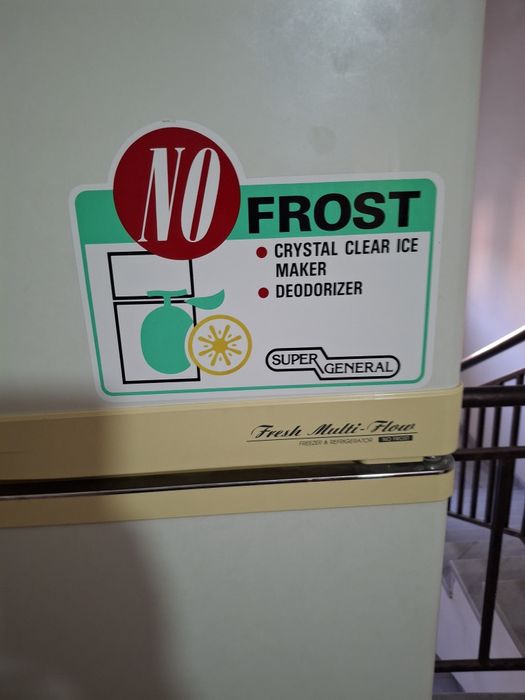 NO FROST
CRYSTAL CLEAR ICE
MAKER
DEODORIZER
SUPER GENERAL
Fresh Multi-Flow
FREEZER & REFRIGERATOR NO FROST